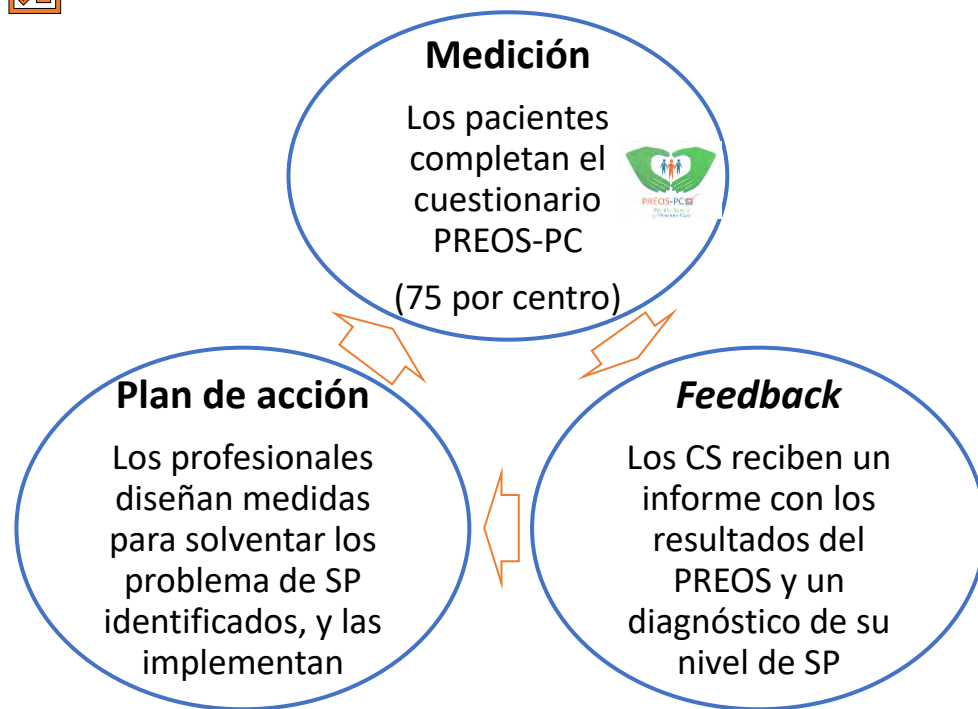 Medición
Los pacientes
completan el
cuestionario
PREOS-PC
(75 por centro)
PREOS-PC
Plan de acción
Los profesionales
diseñan medidas
para solventar los
problema de SP
identificados, y las
implementan
Feedback
Los CS reciben un
informe con los
resultados del
PREOS y un
diagnóstico de su
nivel de SP